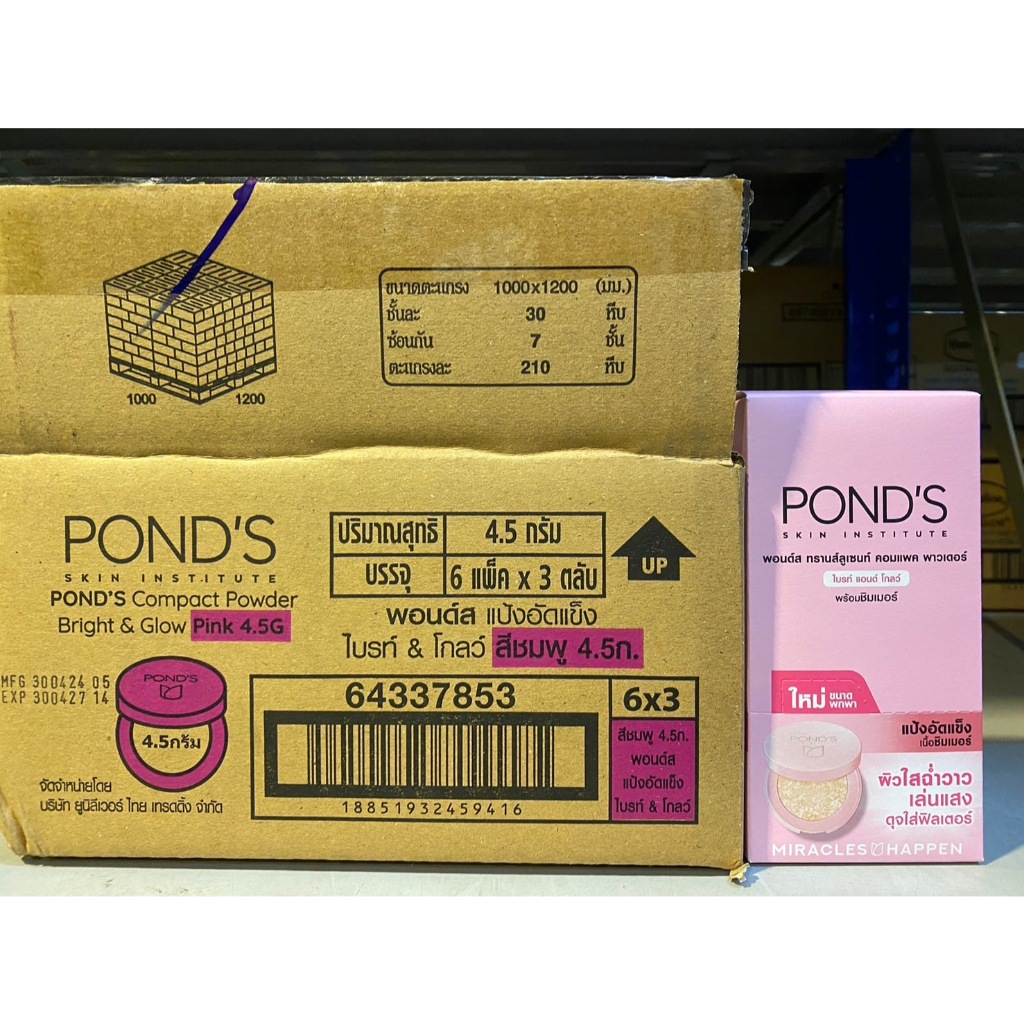 ขนาดตะแกรง 1000x1200 (มม.)
ชั้นละ 30 หีบ
ซ้อนกัน 7 ชั้น
ตะแกรงละ 210 หีบ
1000 1200
POND'S
SKIN INSTITUTE
POND'S Compact Powder
Bright & Glow Pink 4.5G
ปริมาณสุทธิ 4.5 กรัม
บรรจุ 6 แพ็ค x 3 ตลับ
UP
พอนด์ส แป้งอัดแข็ง
ไบรท์ & โกลว์ สีชมพู 4.5ก.
MFG 300424 05
EXP 300427 14
POND'S
4.5กรัม
จัดจำหน่ายโดย
บริษัท ยูนิลีเวอร์ ไทย เทรดดิ้ง จำกัด
64337853
18851932459416
6x3
สีชมพู 4.5ก.
พอนด์ส
แป้งอัดแข็ง
ไบรท์ & โกลว์
POND'S
SKIN INSTITUTE
พอนด์ส ทรานส์ลูเซนท์ คอมแพค พาวเดอร์
ไบรท์ แอนด์ โกลว์
พร้อมชิมเมอร์
ใหม่ ขนาด
พกพา
แป้งอัดแข็ง
เนื้อชิมเมอร์
POND'S
ผิวใสฉ่ำวาว
เล่นแสง
ดุจใส่ฟิลเตอร์
MIRACLES HAPPEN